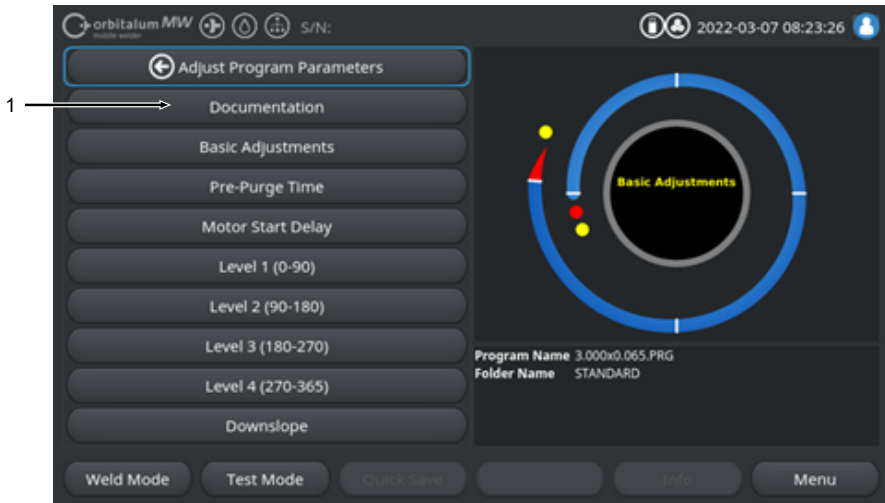 orbitalum MW S/N: 2022-03-07 08:23:26
mobile welder
Adjust Program Parameters
1 Documentation
Basic Adjustments
Pre-Purge Time
Motor Start Delay
Level 1 (0-90)
Level 2 (90-180)
Level 3 (180-270)
Level 4 (270-365)
Downslope
Basic Adjustments
Program Name 3.000x0.065.PRG
Folder Name STANDARD
Weld Mode Test Mode Quick Save Info Menu